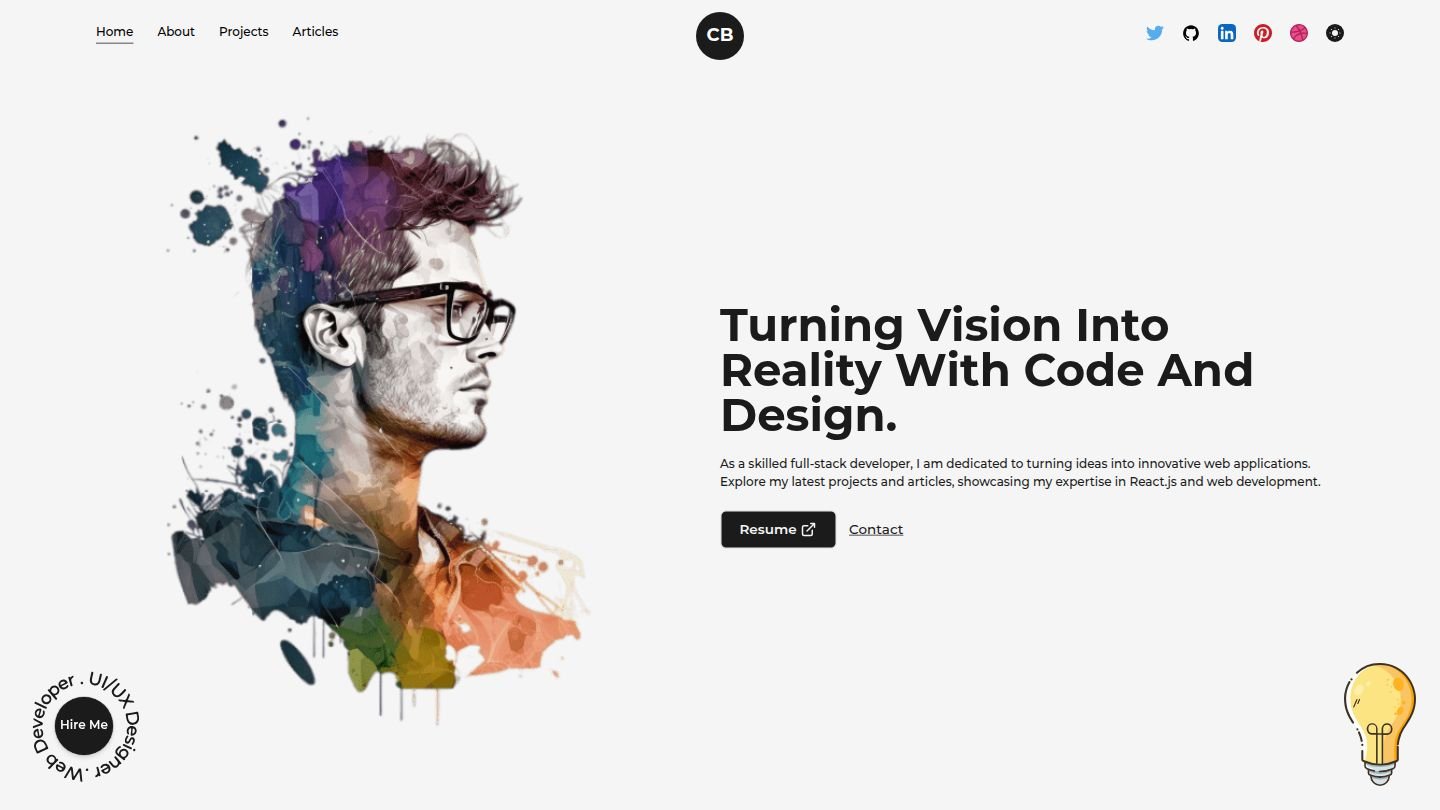 Home About Projects Articles
CB
Turning Vision Into
Reality With Code And
Design.
As a skilled full-stack developer, I am dedicated to turning ideas into innovative web applications.
Explore my latest projects and articles, showcasing my expertise in React.js and web development.
Resume Contact
Web Developer . UI/UX Designer .
Hire Me